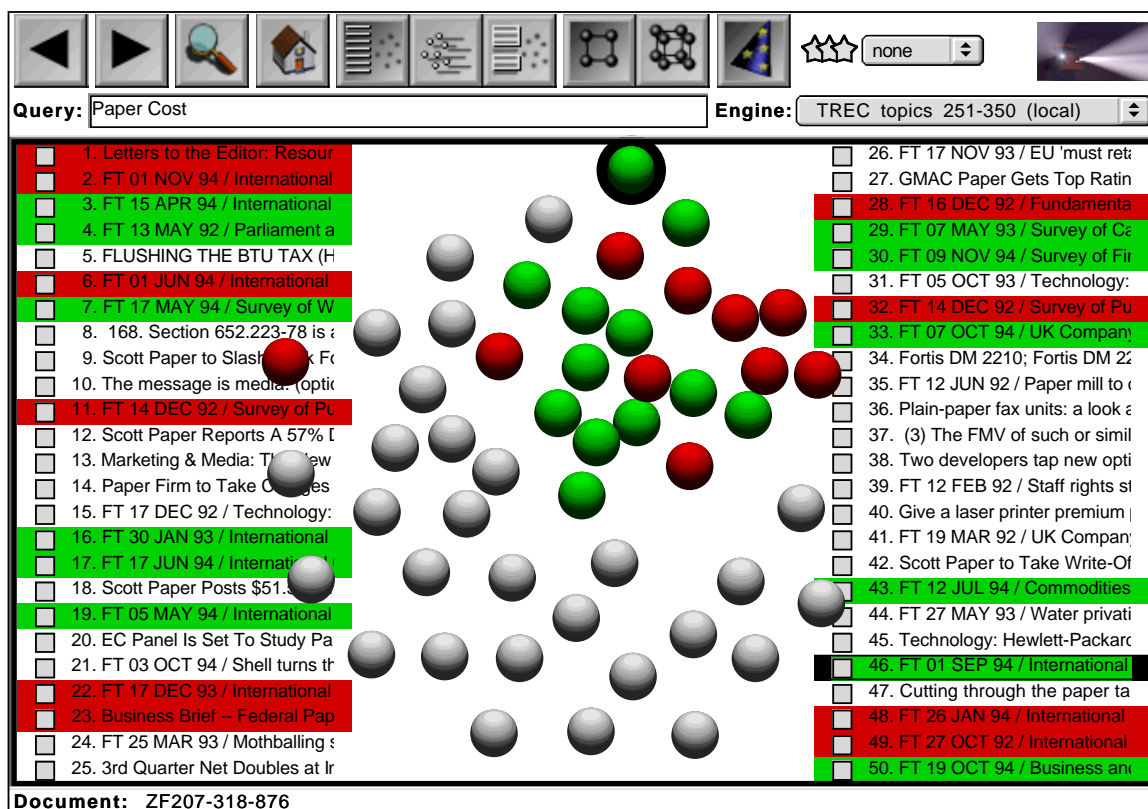 none
Query: Paper Cost Engine: TREC topics 251-350 (local)
1. Letters to the Editor: Resour
2. FT 01 NOV 94 / International
3. FT 15 APR 94 / International
4. FT 13 MAY 92 / Parliament a
5. FLUSHING THE BTU TAX (H
6. FT 01 JUN 94 / International
7. FT 17 MAY 94 / Survey of W
8. 168. Section 652.223-78 is a
9. Scott Paper to Slash k Fo
10. The message is media: (optic
11. FT 14 DEC 92 / Survey of Pu
12. Scott Paper Reports A 57% D
13. Marketing & Media: The New
14. Paper Firm to Take Charges
15. FT 17 DEC 92 / Technology:
16. FT 30 JAN 93 / International
17. FT 17 JUN 94 / International
18. Scott Paper Posts $51.
19. FT 05 MAY 94 / International
20. EC Panel Is Set To Study Pa
21. FT 03 OCT 94 / Shell turns th
22. FT 17 DEC 93 / International
23. Business Brief -- Federal Pap
24. FT 25 MAR 93 / Mothballing s
25. 3rd Quarter Net Doubles at In
26. FT 17 NOV 93 / EU 'must reta
27. GMAC Paper Gets Top Ratin
28. FT 16 DEC 92 / Fundamenta
29. FT 07 MAY 93 / Survey of Ca
30. FT 09 NOV 94 / Survey of Fin
31. FT 05 OCT 93 / Technology:
32. FT 14 DEC 92 / Survey of Pu
33. FT 07 OCT 94 / UK Company
34. Fortis DM 2210; Fortis DM 22
35. FT 12 JUN 92 / Paper mill to c
36. Plain-paper fax units: a look a
37. (3) The FMV of such or simil
38. Two developers tap new opti
39. FT 12 FEB 92 / Staff rights st
40. Give a laser printer premium p
41. FT 19 MAR 92 / UK Company
42. Scott Paper to Take Write-Of
43. FT 12 JUL 94 / Commodities
44. FT 27 MAY 93 / Water privati
45. Technology: Hewlett-Packard
46. FT 01 SEP 94 / International
47. Cutting through the paper ta
48. FT 26 JAN 94 / International
49. FT 27 OCT 92 / International
50. FT 19 OCT 94 / Business and
Document: ZF207-318-876